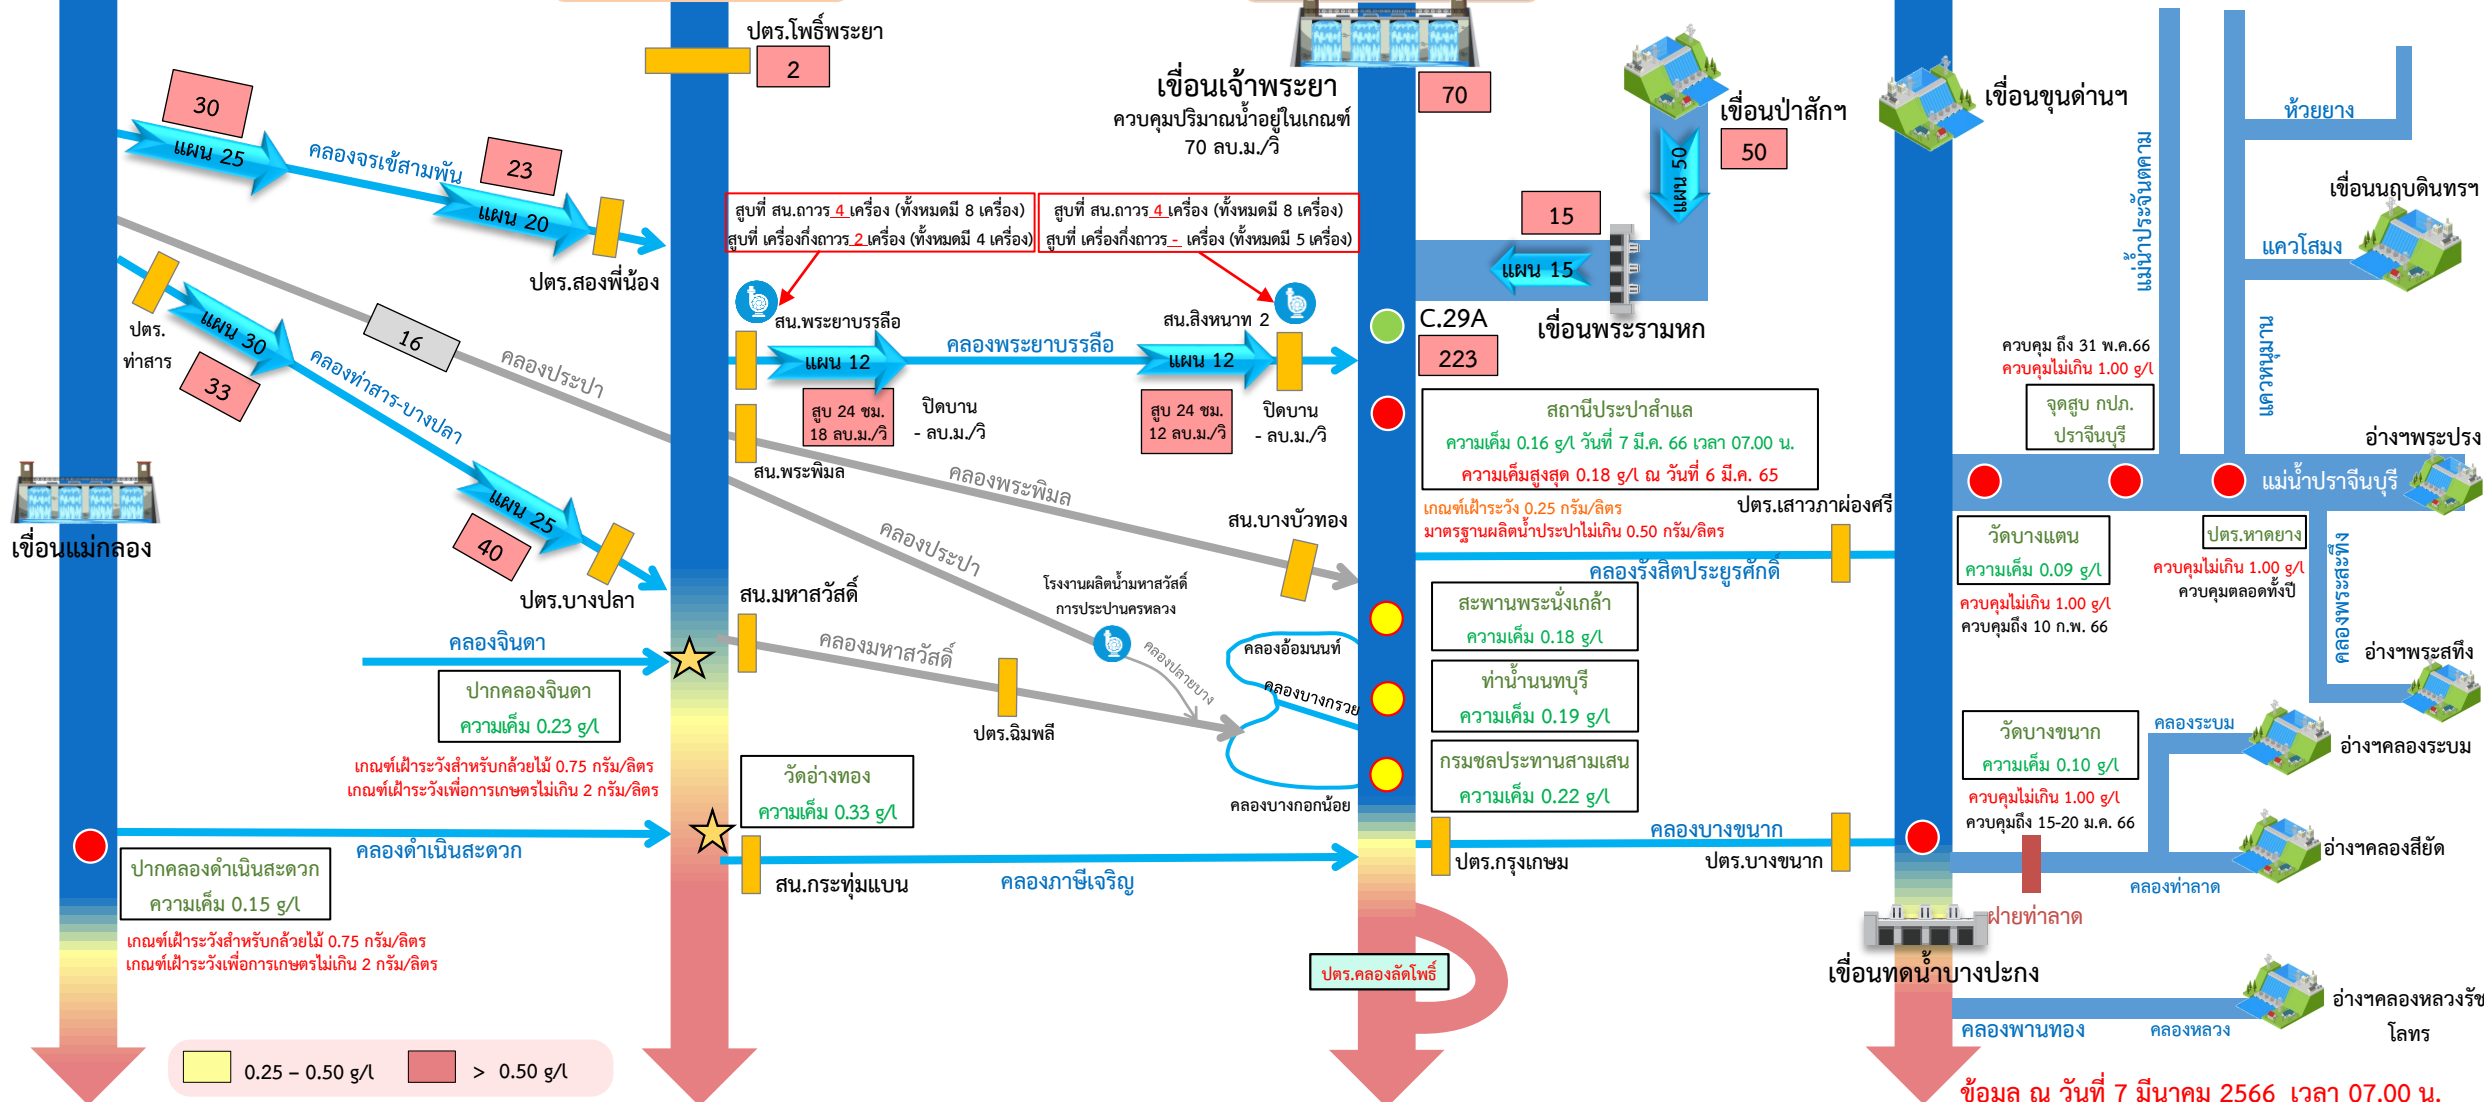 ปตร.โพธิ์พระยา
2
เขื่อนเจ้าพระยา
ควบคุมปริมาณน้ำอยู่ในเกณฑ์
70 ลบ.ม./วิ
70
เขื่อนป่าสักฯ
50
แผน 50
เขื่อนขุนด่านฯ
ห้วยยาง
แม่น้ำประจันตคาม
เขื่อนนฤบดินทรฯ
แควโสมง
แควหนุมาน
30
แผน 25
คลองจรเข้สามพัน
23
แผน 20
ปตร.สองพี่น้อง
สูบที่ สน.ถาวร 4 เครื่อง (ทั้งหมดมี 8 เครื่อง)
สูบที่ เครื่องกึ่งถาวร 2 เครื่อง (ทั้งหมดมี 4 เครื่อง)
สูบที่ สน.ถาวร 4 เครื่อง (ทั้งหมดมี 8 เครื่อง)
สูบที่ เครื่องกึ่งถาวร - เครื่อง (ทั้งหมดมี 5 เครื่อง)
15
แผน 15
เขื่อนพระรามหก
ปตร.
ท่าสาร
แผน 30
33
16
คลองประปา
คลองท่าสาร-บางปลา
สน.พระยาบรรลือ
แผน 12
คลองพระยาบรรลือ
สน.สิงหนาท 2
แผน 12
C.29A
223
สูบ 24 ชม.
18 ลบ.ม./วิ
ปิดบาน
- ลบ.ม./วิ
สูบ 24 ชม.
12 ลบ.ม./วิ
ปิดบาน
- ลบ.ม./วิ
สถานีประปาสำแล
ความเค็ม 0.16 g/l วันที่ 7 มี.ค. 66 เวลา 07.00 น.
ความเค็มสูงสุด 0.18 g/l ณ วันที่ 6 มี.ค. 65
เกณฑ์เฝ้าระวัง 0.25 กรัม/ลิตร
มาตรฐานผลิตน้ำประปาไม่เกิน 0.50 กรัม/ลิตร
ควบคุม ถึง 31 พ.ค.66
ควบคุมไม่เกิน 1.00 g/l
จุดสูบ กปภ.
ปราจีนบุรี
อ่างฯพระปรง
แม่น้ำปราจีนบุรี
สน.พระพิมล
คลองพระพิมล
สน.บางบัวทอง
ปตร.เสาวภาผ่องศรี
คลองรังสิตประยูรศักดิ์
เขื่อนแม่กลอง
แผน 25
40
ปตร.บางปลา
คลองประปา
โรงงานผลิตน้ำมหาสวัสดิ์
การประปานครหลวง
วัดบางแตน
ความเค็ม 0.09 g/l
ควบคุมไม่เกิน 1.00 g/l
ควบคุมถึง 10 ก.พ. 66
ปตร.หาดยาง
ควบคุมไม่เกิน 1.00 g/l
ควบคุมตลอดทั้งปี
คลองพระสะทึง
อ่างฯพระสทึง
สน.มหาสวัสดิ์
คลองมหาสวัสดิ์
คลองปลายบาง
ปตร.ฉิมพลี
คลองอ้อมนนท์
คลองบางกรวย
คลองบางกอกน้อย
สะพานพระนั่งเกล้า
ความเค็ม 0.18 g/l
ท่าน้ำนนทบุรี
ความเค็ม 0.19 g/l
กรมชลประทานสามเสน
ความเค็ม 0.22 g/l
คลองจินดา
ปากคลองจินดา
ความเค็ม 0.23 g/l
เกณฑ์เฝ้าระวังสำหรับกล้วยไม้ 0.75 กรัม/ลิตร
เกณฑ์เฝ้าระวังเพื่อการเกษตรไม่เกิน 2 กรัม/ลิตร
วัดอ่างทอง
ความเค็ม 0.33 g/l
วัดบางขนาก
ความเค็ม 0.10 g/l
ควบคุมไม่เกิน 1.00 g/l
ควบคุมถึง 15-20 ม.ค. 66
คลองระบม
อ่างฯคลองระบม
อ่างฯคลองสียัด
คลองท่าลาด
ฝายท่าลาด
คลองดำเนินสะดวก
ปากคลองดำเนินสะดวก
ความเค็ม 0.15 g/l
เกณฑ์เฝ้าระวังสำหรับกล้วยไม้ 0.75 กรัม/ลิตร
เกณฑ์เฝ้าระวังเพื่อการเกษตรไม่เกิน 2 กรัม/ลิตร
สน.กระทุ่มแบน
คลองภาษีเจริญ
ปตร.กรุงเกษม
คลองบางขนาก
ปตร.บางขนาก
ปตร.คลองลัดโพธิ์
เขื่อนทดน้ำบางปะกง
อ่างฯคลองหลวงรัช
โลทร
คลองพานทอง
คลองหลวง
0.25 – 0.50 g/l
> 0.50 g/l
ข้อมูล ณ วันที่ 7 มีนาคม 2566 เวลา 07.00 น.